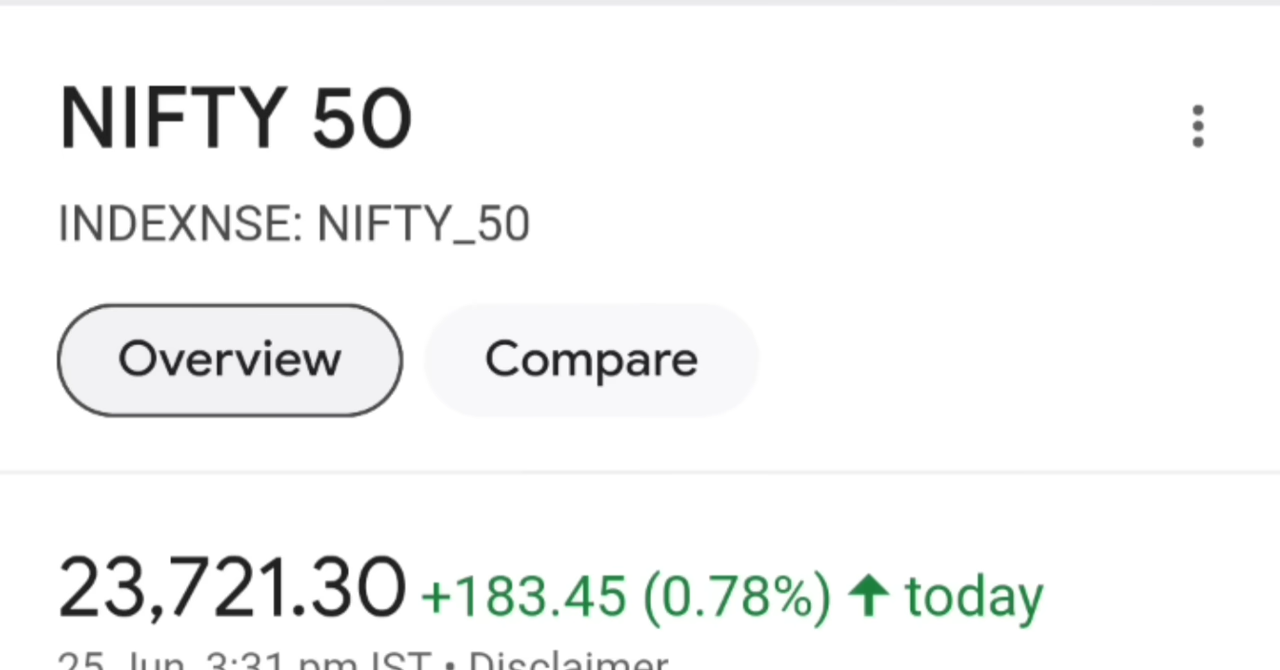 NIFTY 50
INDEXNSE: NIFTY_50
Overview Compare
23,721.30 +183.45 (0.78%) ↑ today
25 Jun, 3:31 pm IST • Disclaimer